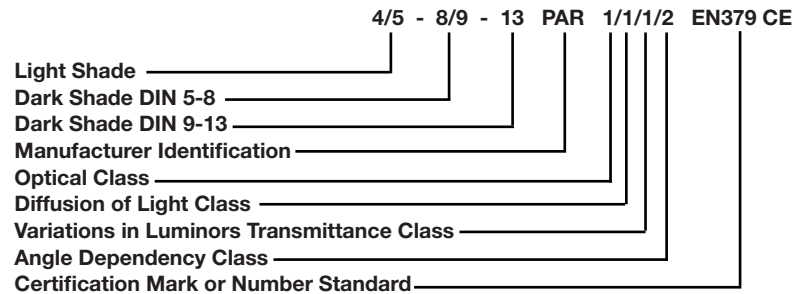 4/5 - 8/9 - 13 PAR 1/1/1/2 EN379 CE
Light Shade
Dark Shade DIN 5-8
Dark Shade DIN 9-13
Manufacturer Identification
Optical Class
Diffusion of Light Class
Variations in Luminors Transmittance Class
Angle Dependency Class
Certification Mark or Number Standard